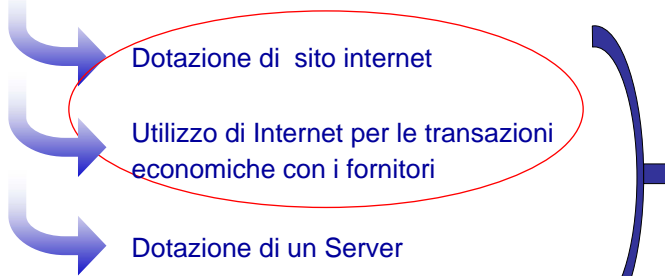 Dotazione di sito internet
Utilizzo di Internet per le transazioni
economiche con i fornitori
Dotazione di un Server